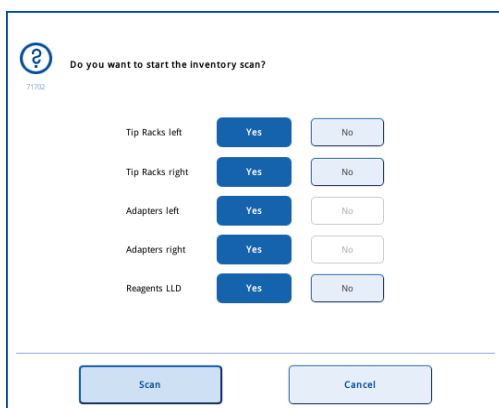 Do you want to start the inventory scan?
71702
Tip Racks left Yes No
Tip Racks right Yes No
Adapters left Yes No
Adapters right Yes No
Reagents LLD Yes No
Scan Cancel